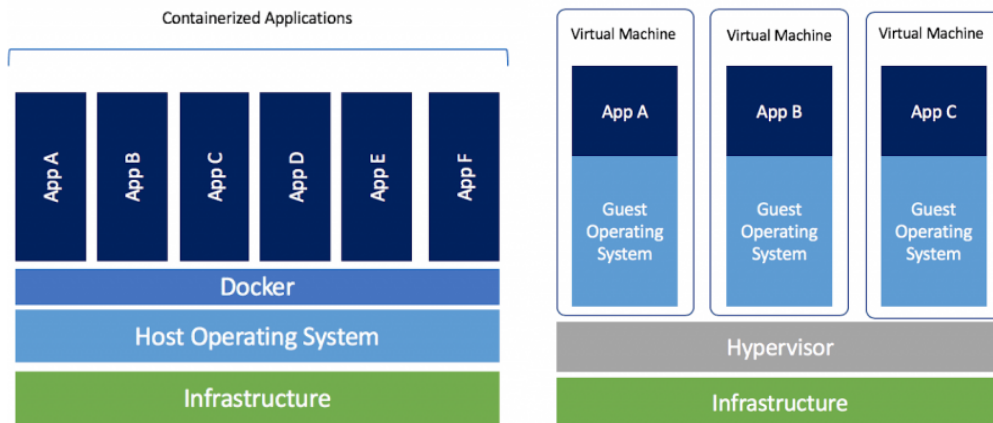 Containerized Applications
App A
App B
App C
App D
App E
App F
Docker
Host Operating System
Infrastructure
Virtual Machine
App A
Guest
Operating
System
Virtual Machine
App B
Guest
Operating
System
Virtual Machine
App C
Guest
Operating
System
Hypervisor
Infrastructure